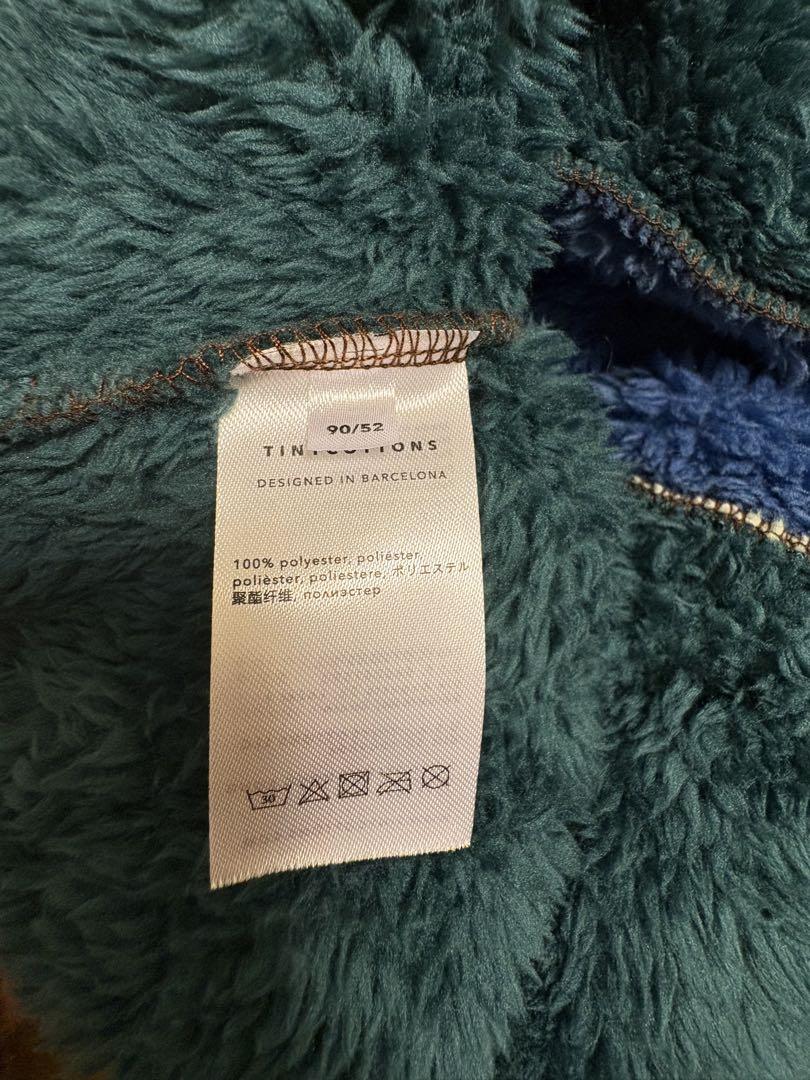 90/52
TINYCOTTONS
DESIGNED IN BARCELONA
100% polyester, poliéster,
polièster, poliestere, ポリエステル
聚酯纤维, полиэстер
30